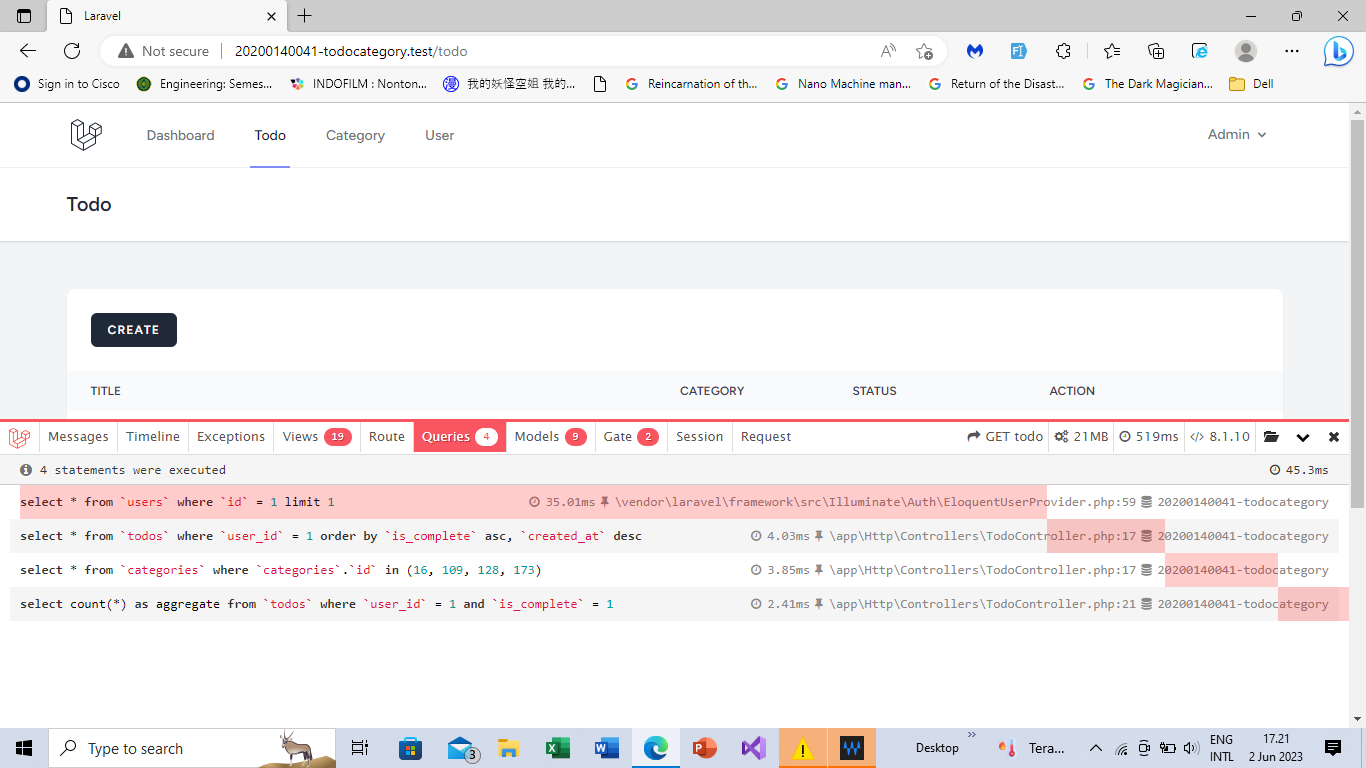 Laravel
Not secure 20200140041-todocategory.test/todo
Sign in to Cisco Engineering: Semes... INDOFILM : Nonton... 我的妖怪空姐 我的... Reincarnation of th... Nano Machine man... Return of the Disast... The Dark Magician... Dell
Dashboard Todo Category User Admin
Todo
CREATE
TITLE CATEGORY STATUS ACTION
Messages Timeline Exceptions Views 19 Route Queries 4 Models 9 Gate 2 Session Request GET todo 21MB 519ms 8.1.10
4 statements were executed 45.3ms
select * from `users` where `id` = 1 limit 1 35.01ms \vendor\laravel\framework\src\Illuminate\Auth\EloquentUserProvider.php:59 20200140041-todocategory
select * from `todos` where `user_id` = 1 order by `is_complete` asc, `created_at` desc 4.03ms \app\Http\Controllers\TodoController.php:17 20200140041-todocategory
select * from `categories` where `categories`.`id` in (16, 109, 128, 173) 3.85ms \app\Http\Controllers\TodoController.php:17 20200140041-todocategory
select count(*) as aggregate from `todos` where `user_id` = 1 and `is_complete` = 1 2.41ms \app\Http\Controllers\TodoController.php:21 20200140041-todocategory
Type to search 3 Desktop Tera... ENG 17.21
INTL 2 Jun 2023